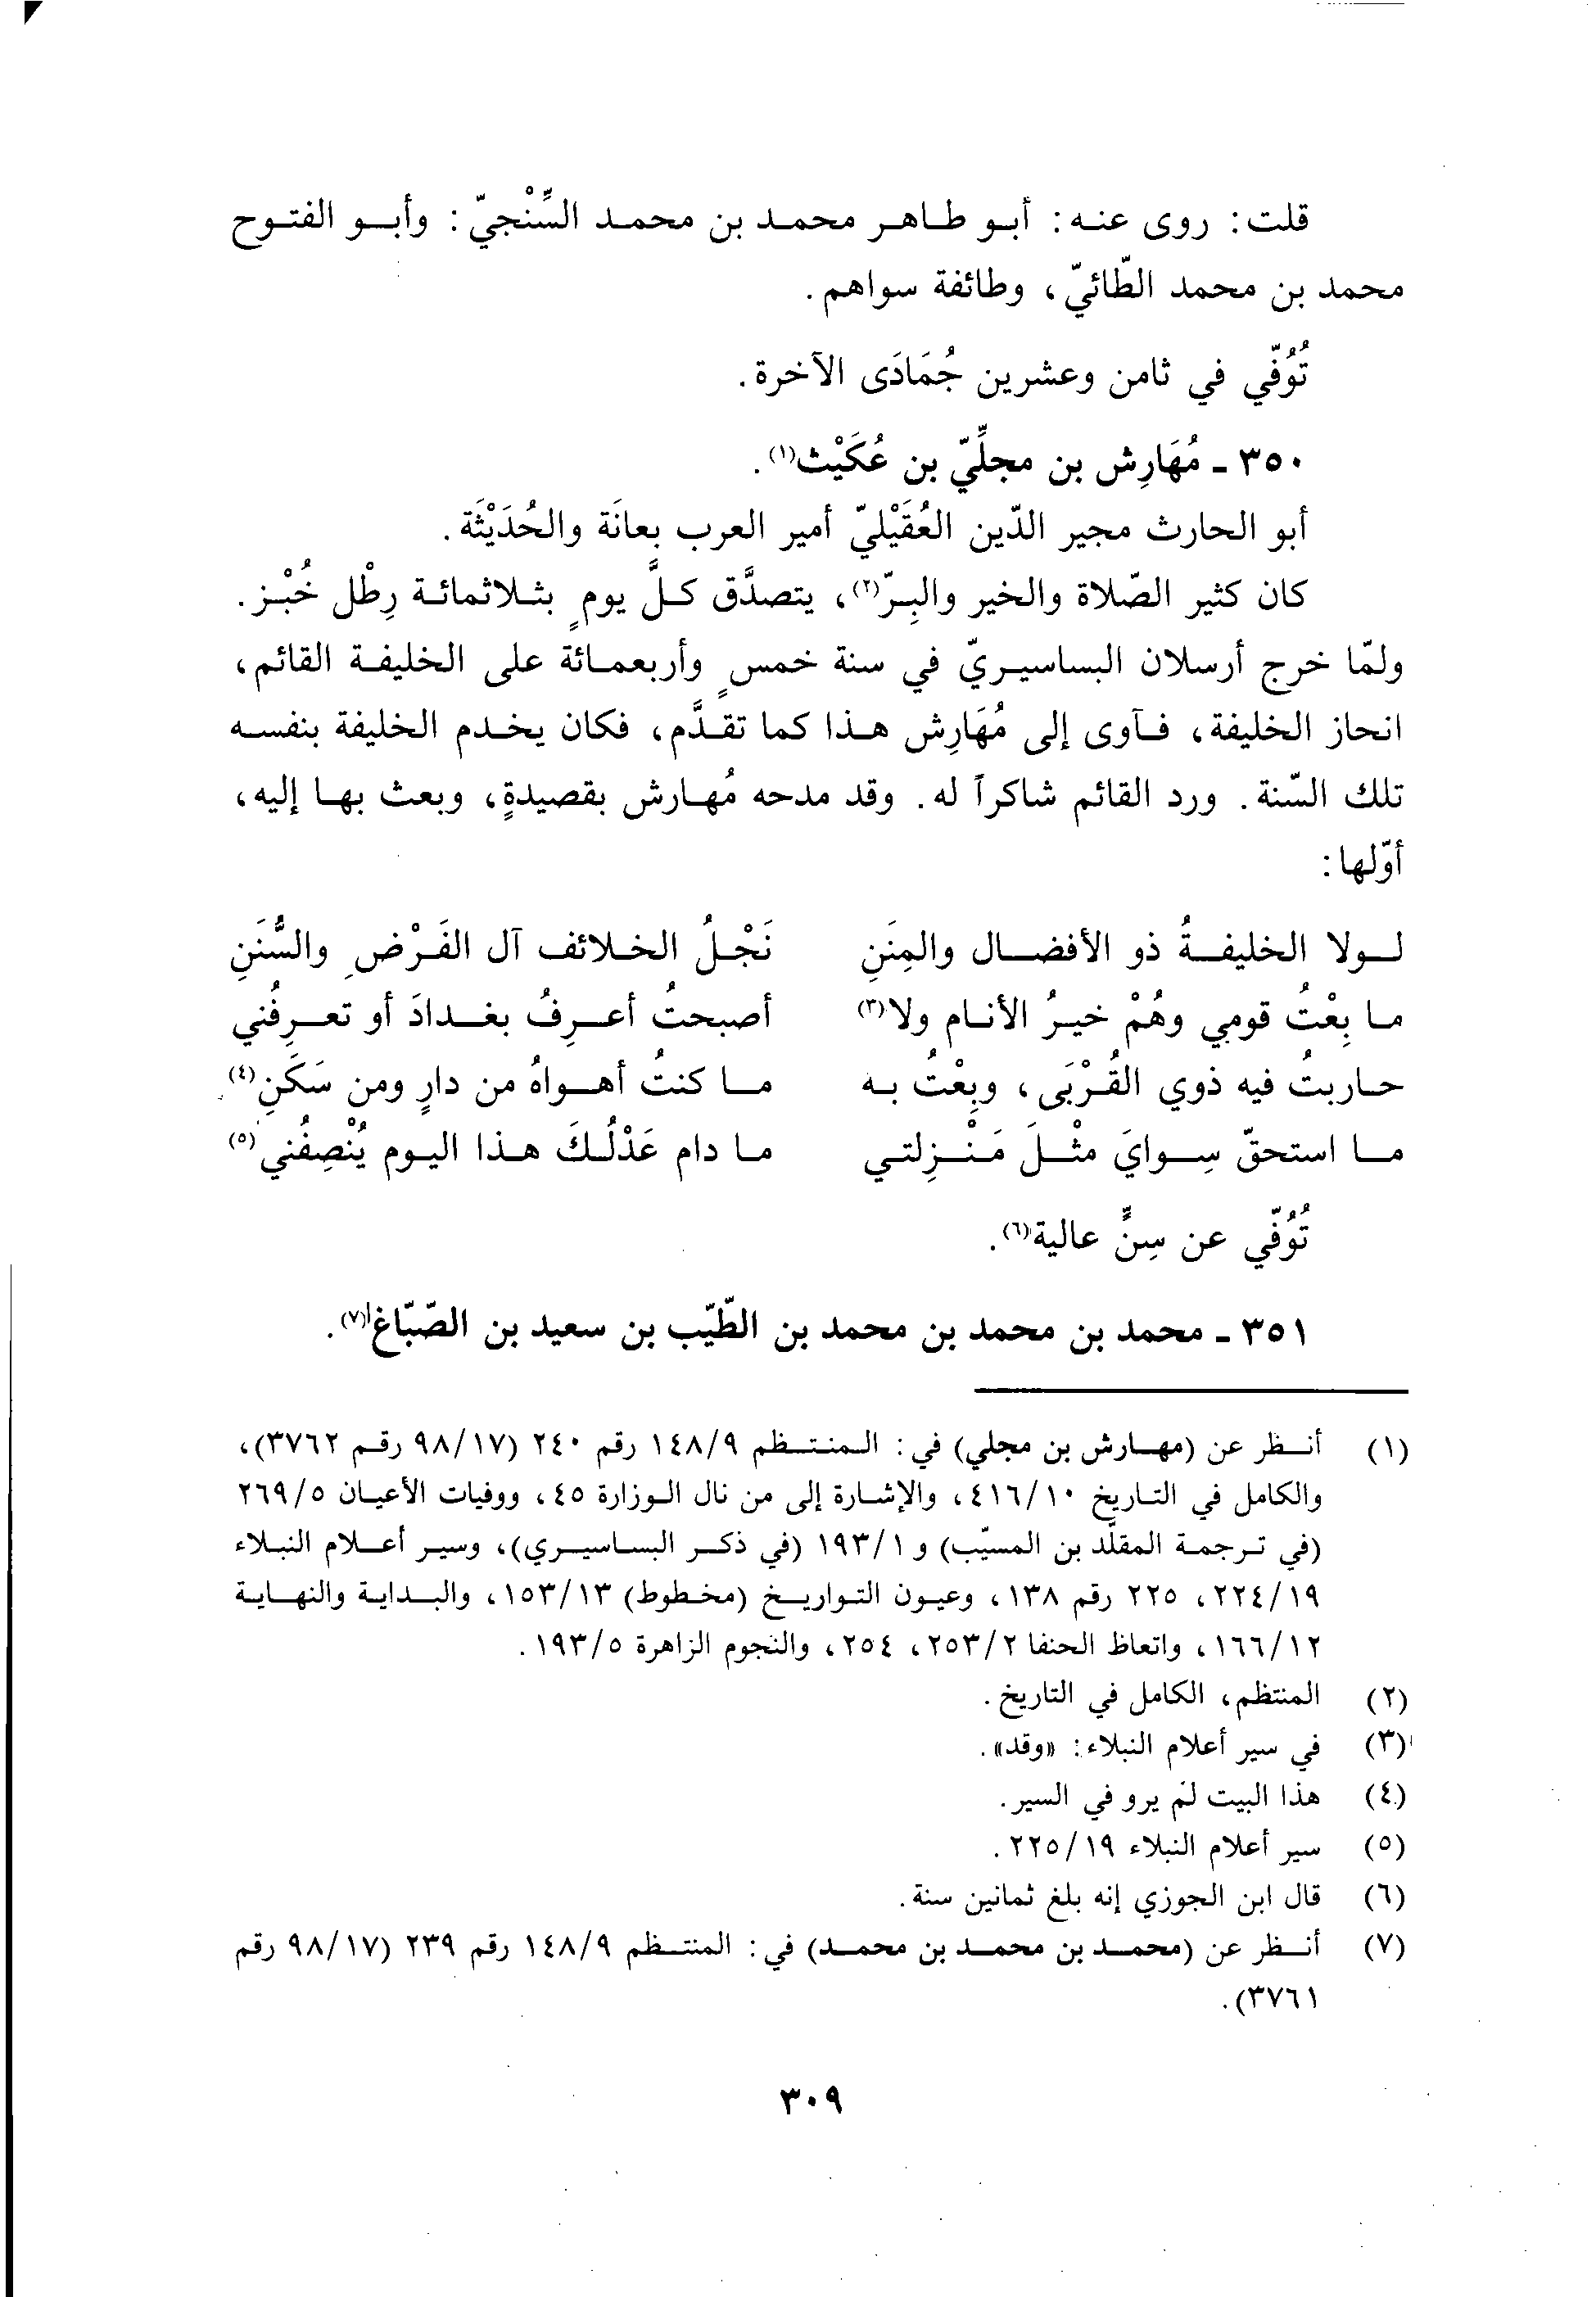 قلت: روى عنه: أبو طاهر محمد بن محمد السِّنْجيّ: وأبو الفتوح
محمد بن محمد الطّائيّ، وطائفة سواهم.
تُوُفّي في ثامن وعشرين جُمَادَى الآخرة.
٣٥٠ - مُهَارِش بن مجلِّيّ بن عُكَيْث(١).
أبو الحارث مجير الدّين العُقَيْليّ أمير العرب بعانَة والحُدَيْثَة.
كان كثير الصّلاة والخير والبِرّ(٢)، يتصدَّق كلَّ يومٍ بثلاثمائة رِطْل خُبْز.
ولمّا خرج أرسلان البساسيريّ في سنة خمسٍ وأربعمائة على الخليفة القائم،
انحاز الخليفة، فآوى إلى مُهَارِش هذا كما تقدَّم، فكان يخدم الخليفة بنفسه
تلك السّنة. ورد القائم شاكراً له. وقد مدحه مُهارش بقصيدةٍ، وبعث بها إليه،
أوّلها:
لولا الخليفةُ ذو الأفضال والمِنَنِ نَجْلُ الخلائف آل الفَرْضِ والسُّنَنِ
ما بِعْتُ قومي وهُمْ خيرُ الأنام ولا(٣) أصبحتُ أعرِفُ بغدادَ أو تعرِفُني
حاربتُ فيه ذوي القُرْبَى، وبِعْتُ به ما كنتُ أهواهُ من دارٍ ومن سَكَنِ(٤)
ما استحقّ سِوايَ مثْلَ مَنْزِلتي ما دام عَذْلُكَ هذا اليوم يُنْصِفُني(٥)
تُوُفّي عن سِنٍّ عالية(٦).
٣٥١ - محمد بن محمد بن محمد بن الطّيّب بن سعيد بن الصّبّاغ(٧).
(١) أنظر عن (مهارش بن مجلي) في: المنتظم ١٤٨/٩ رقم ٢٤٠ (٩٨/١٧ رقم ٣٧٦٢)،
والكامل في التاريخ ٤١٦/١٠، والإشارة إلى من نال الوزارة ٤٥، ووفيات الأعيان ٢٦٩/٥
(في ترجمة المقلّد بن المسيّب) و ١٩٣/١ (في ذكر البساسيري)، وسير أعلام النبلاء
٢٢٤/١٩، ٢٢٥ رقم ١٣٨، وعيون التواريخ (مخطوط) ١٥٣/١٣، والبداية والنهاية
١٦٦/١٢، واتعاظ الحنفا ٢٥٣/٢، ٢٥٤، والنجوم الزاهرة ١٩٣/٥.
(٢) المنتظم، الكامل في التاريخ.
(٣) في سير أعلام النبلاء: «وقد».
(٤) هذا البيت لم يرو في السير.
(٥) سير أعلام النبلاء ٢٢٥/١٩.
(٦) قال ابن الجوزي إنه بلغ ثمانين سنة.
(٧) أنظر عن (محمد بن محمد بن محمد) في: المنتظم ١٤٨/٩ رقم ٢٣٩ (٩٨/١٧ رقم
٣٧٦١).
٣٠٩